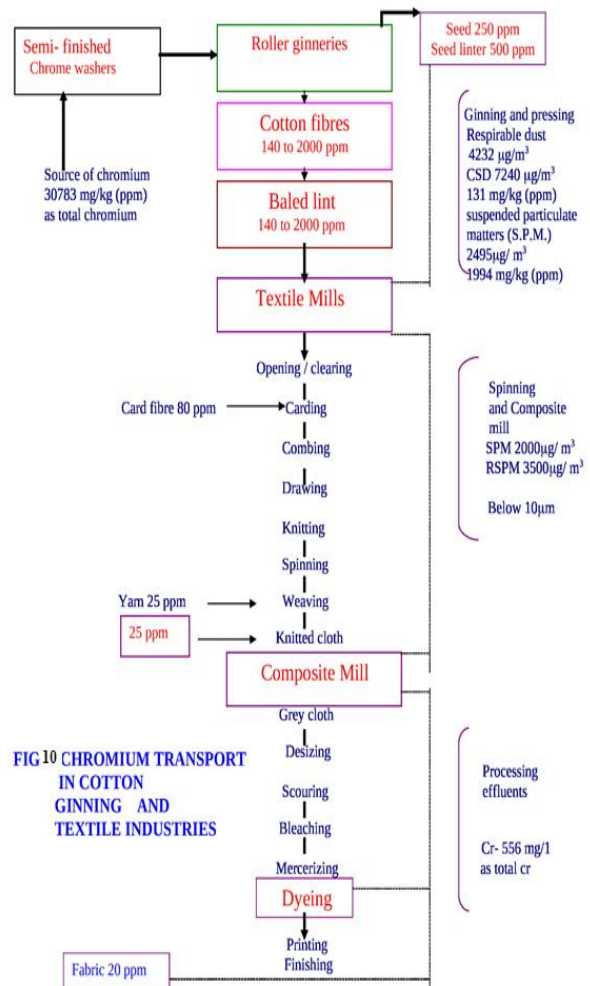 Semi- finished
Chrome washers
Roller ginneries
Seed 250 ppm
Seed linter 500 ppm
Cotton fibres
140 to 2000 ppm
Source of chromium
30783 mg/kg (ppm)
as total chromium
Baled lint
140 to 2000 ppm
Ginning and pressing
Respirable dust
4232 µg/m³
CSD 7240 µg/m³
131 mg/kg (ppm)
suspended particulate
matters (S.P.M.)
2495µg/ m³
1994 mg/kg (ppm)
Textile Mills
Opening / clearing
Card fibre 80 ppm
Carding
Combing
Drawing
Knitting
Spinning
Yarn 25 ppm
Weaving
25 ppm
Knitted cloth
Spinning
and Composite
mill
SPM 2000µg/ m³
RSPM 3500µg/ m³
Below 10µm
Composite Mill
Grey cloth
Desizing
Scouring
Bleaching
Mercerizing
Dyeing
Printing
Finishing
FIG 10 CHROMIUM TRANSPORT
IN COTTON
GINNING AND
TEXTILE INDUSTRIES
Processing
effluents
Cr- 556 mg/1
as total cr
Fabric 20 ppm